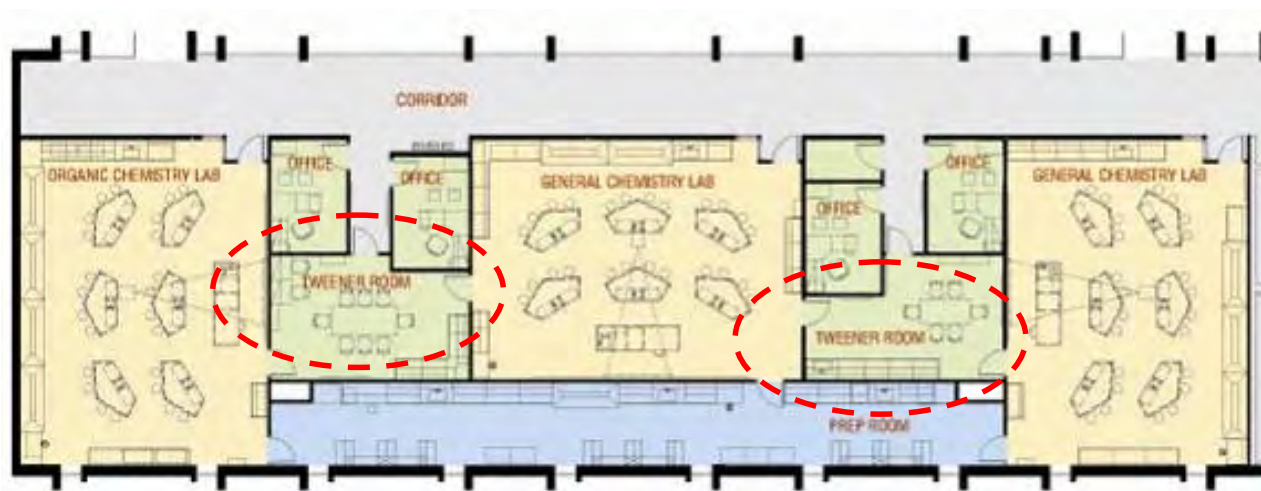 CORRIDOR
ORGANIC CHEMISTRY LAB
OFFICE
OFFICE
GENERAL CHEMISTRY LAB
OFFICE
OFFICE
GENERAL CHEMISTRY LAB
TWEENER ROOM
TWEENER ROOM
PREP ROOM